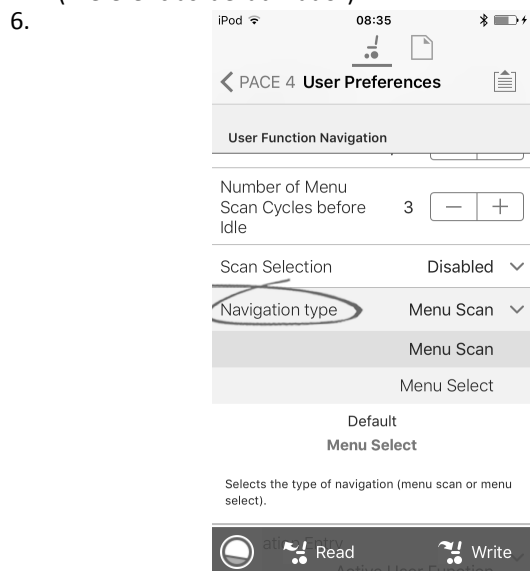 6.
iPod 08:35
PACE 4 User Preferences
User Function Navigation
Number of Menu
Scan Cycles before
Idle
3 — +
Scan Selection Disabled
Navigation type Menu Scan
Menu Scan
Menu Select
Default
Menu Select
Selects the type of navigation (menu scan or menu
select).
Read Write